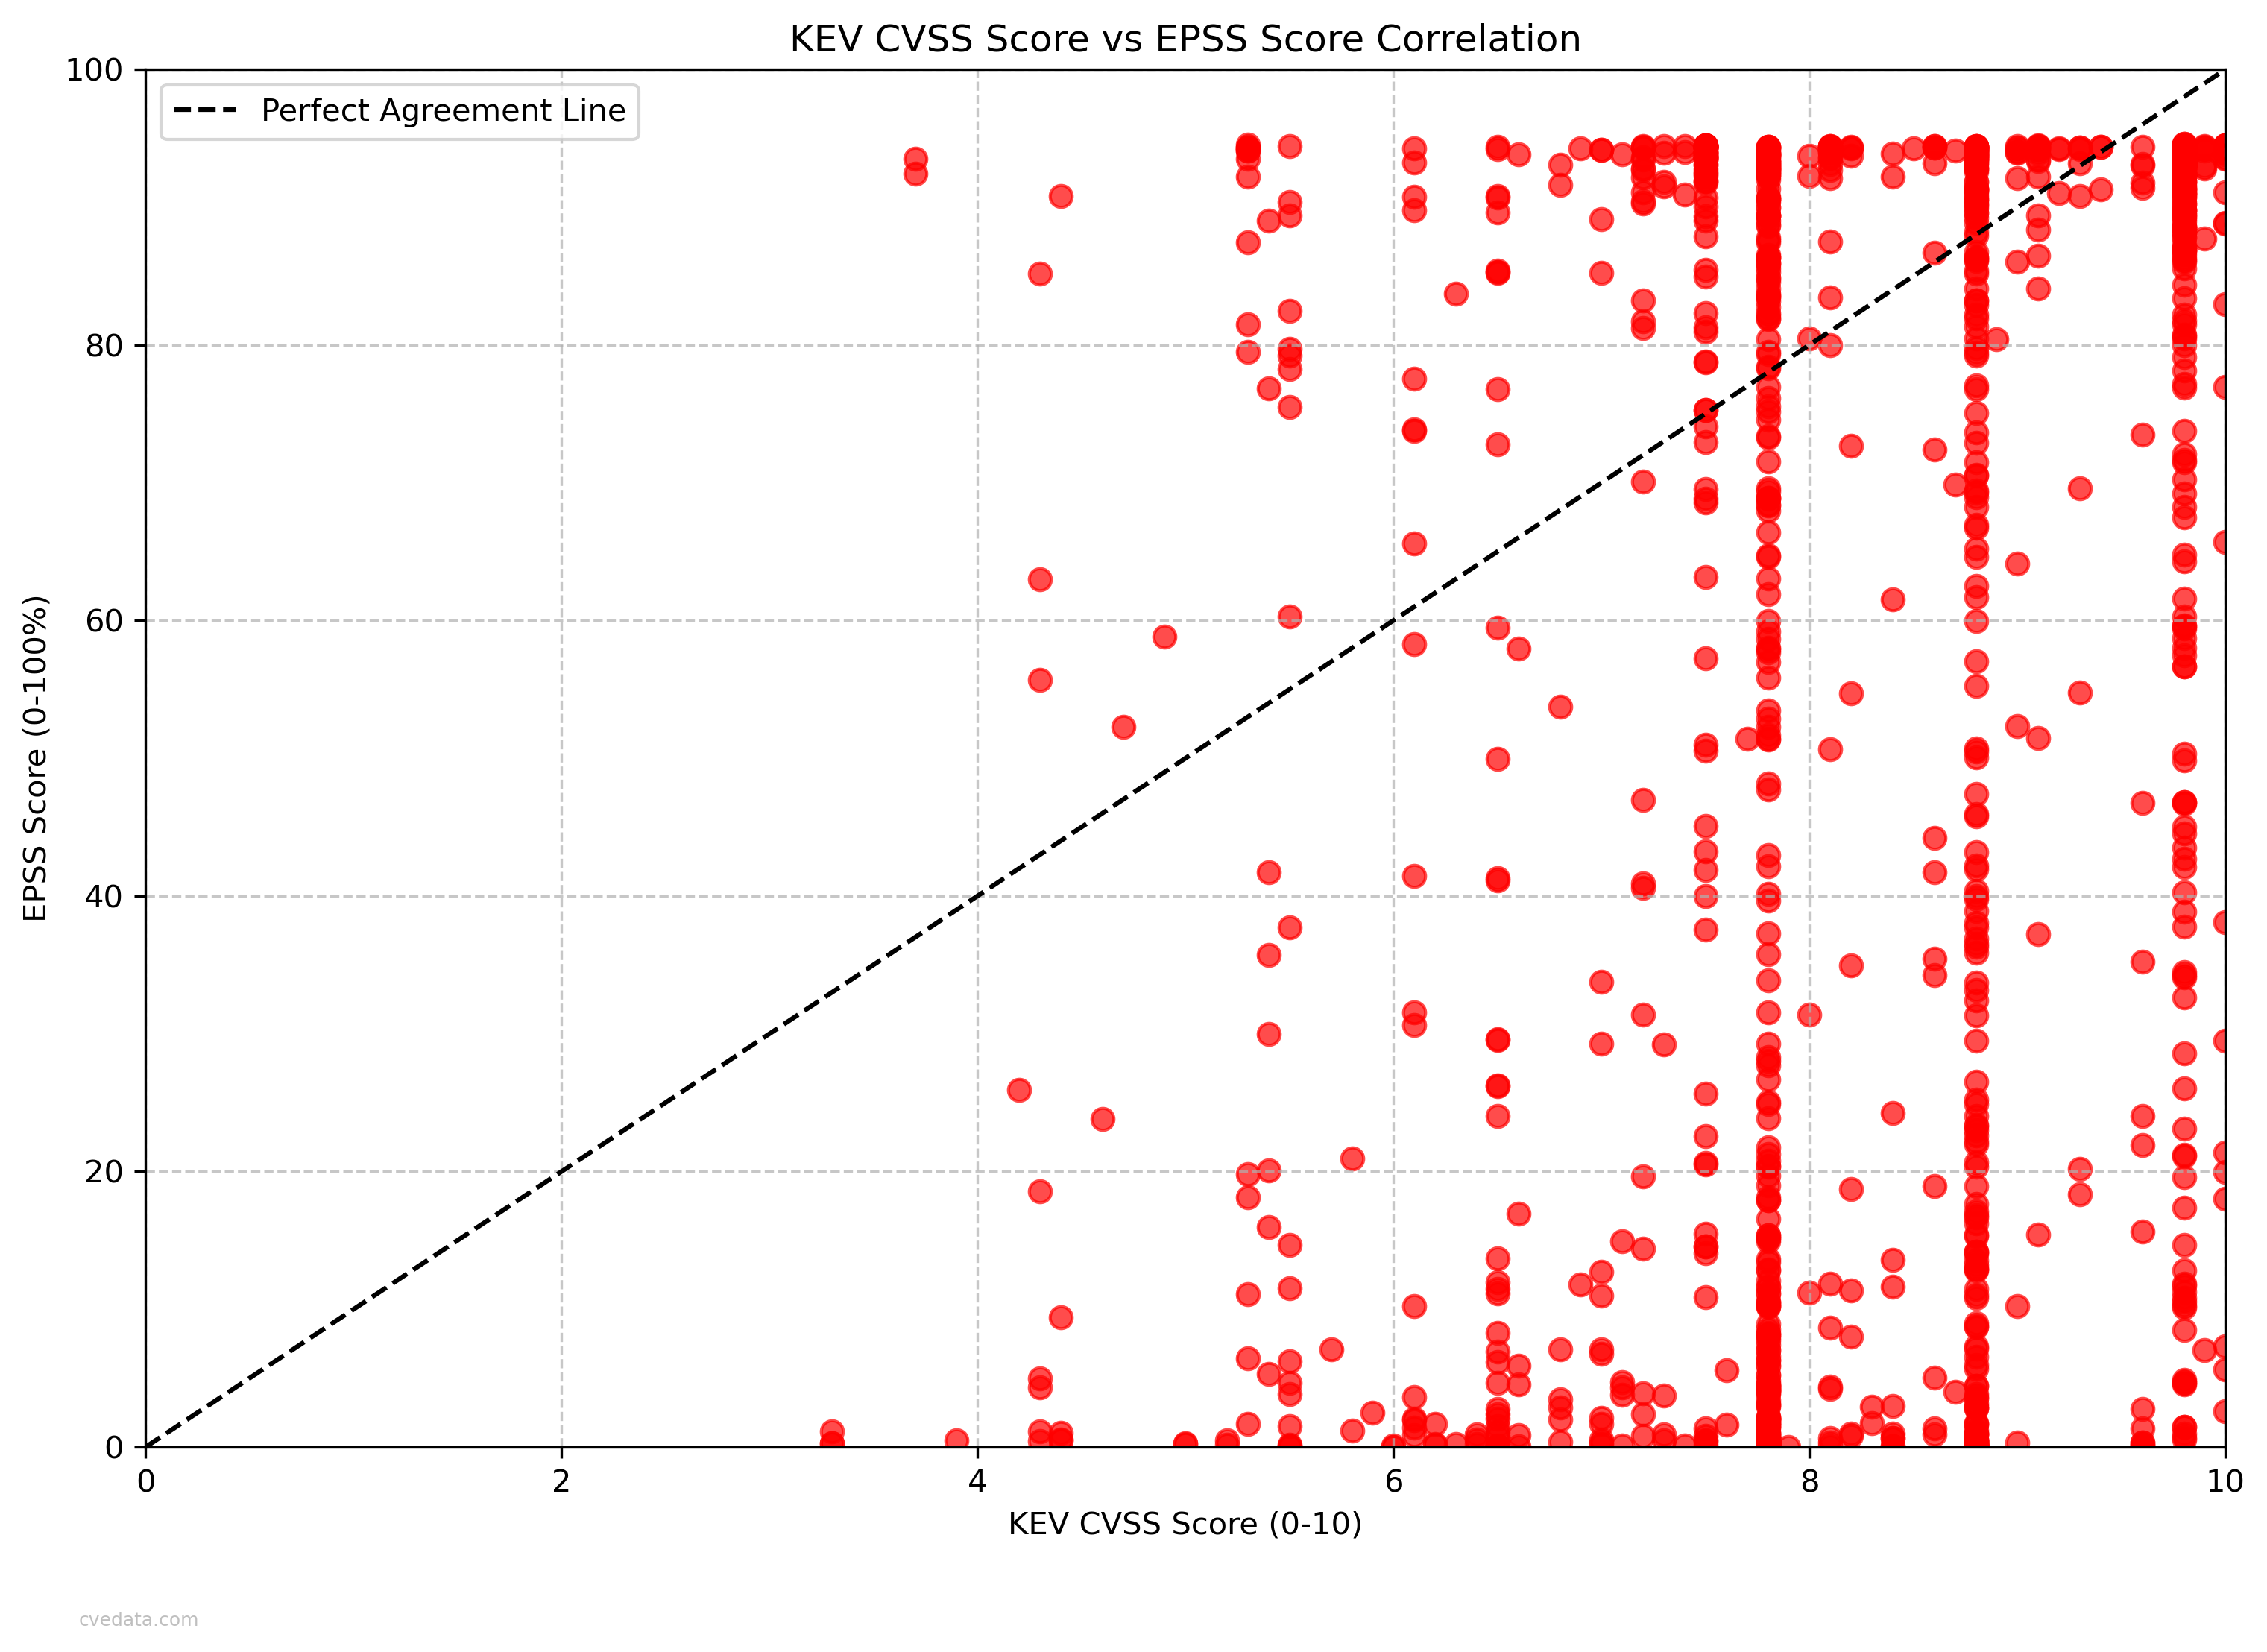 KEV CVSS Score vs EPSS Score Correlation
Perfect Agreement Line
100
80
60
40
20
0
EPSS Score (0-100%)
0 2 4 6 8 10
KEV CVSS Score (0-10)
cvedata.com